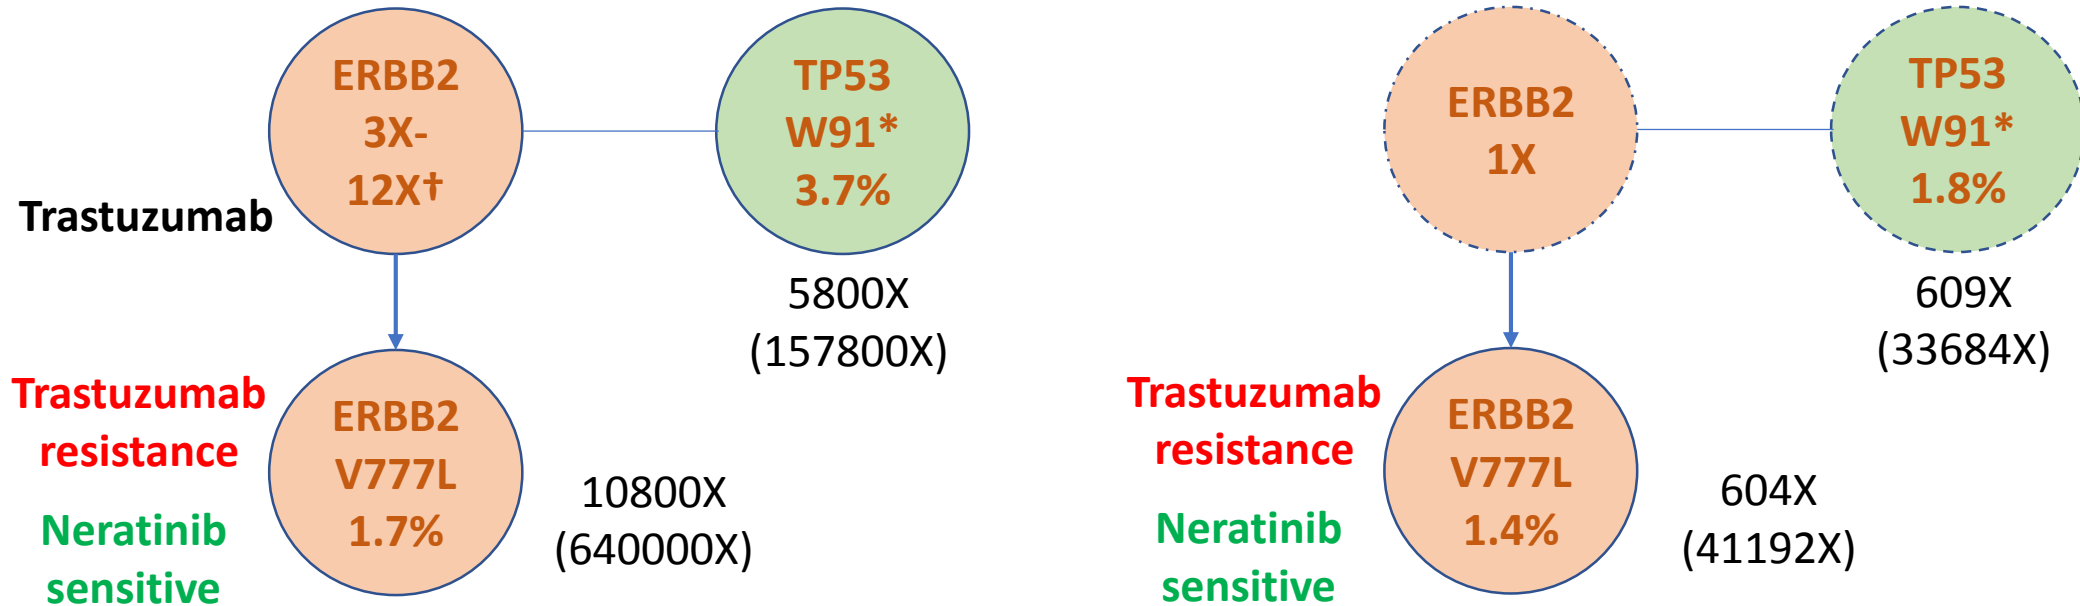 ERBB2
3X-
12X†
TP53
W91*
3.7%
Trastuzumab
5800X
(157800X)
Trastuzumab
resistance
Neratinib
sensitive
ERBB2
V777L
1.7%
10800X
(640000X)
ERBB2
1X
TP53
W91*
1.8%
609X
(33684X)
Trastuzumab
resistance
Neratinib
sensitive
ERBB2
V777L
1.4%
604X
(41192X)